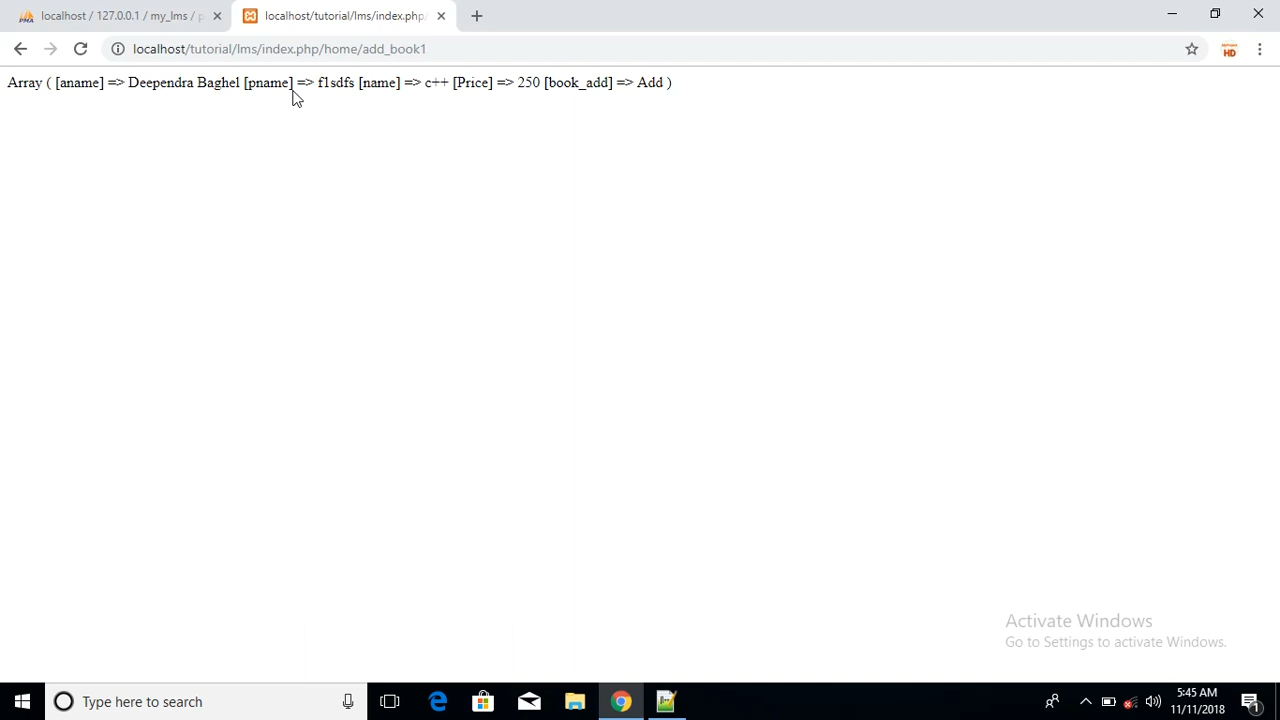 localhost / 127.0.0.1 / my_lms / p
localhost/tutorial/lms/index.php/
localhost/tutorial/lms/index.php/home/add_book1
HD
Array ( [aname] => Deependra Baghel [pname] => f1sdfs [name] => c++ [Price] => 250 [book_add] => Add )
Activate Windows
Go to Settings to activate Windows.
Type here to search
5:45 AM
11/11/2018
1